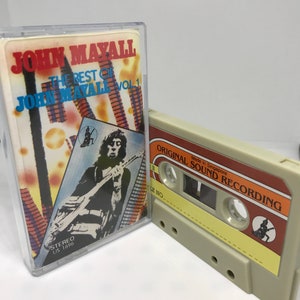 JOHN MAYALL
THE BEST OF
JOHN MAYALL VOL.1
STEREO
ORIGINAL SOUND RECORDING